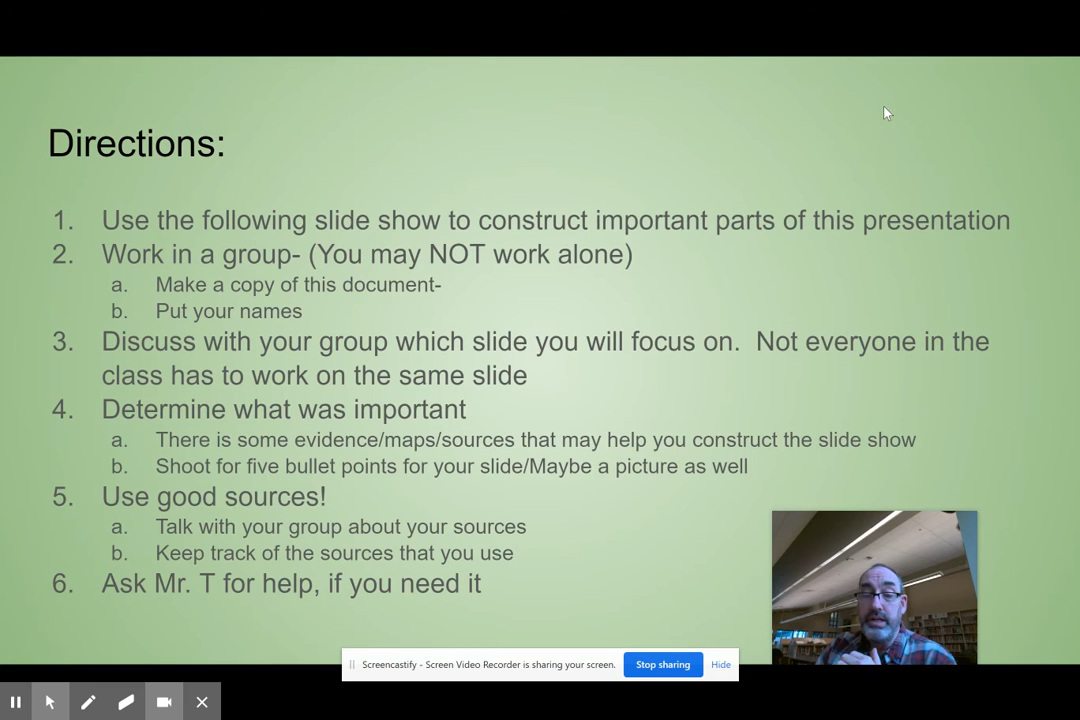 Directions:
1. Use the following slide show to construct important parts of this presentation
2. Work in a group- (You may NOT work alone)
a. Make a copy of this document-
b. Put your names
3. Discuss with your group which slide you will focus on.  Not everyone in the
class has to work on the same slide
4. Determine what was important
a. There is some evidence/maps/sources that may help you construct the slide show
b. Shoot for five bullet points for your slide/Maybe a picture as well
5. Use good sources!
a. Talk with your group about your sources
b. Keep track of the sources that you use
6. Ask Mr. T for help, if you need it
Screencastify - Screen Video Recorder is sharing your screen. Stop sharing Hide